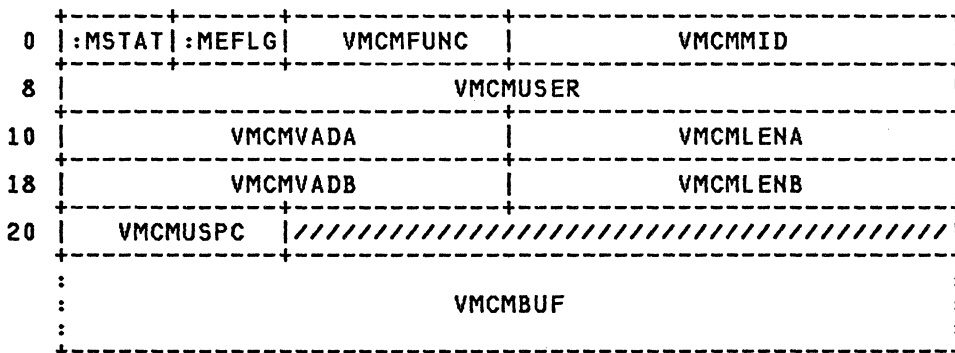 0 |:MSTAT|:MEFLG| VMCMFUNC | VMCMMID
8 | VMCMUSER
10 | VMCMVADA | VMCMLENA
18 | VMCMVADB | VMCMLENB
20 | VMCMUSPC |/////////////////////////////////////////
VMCMBUF